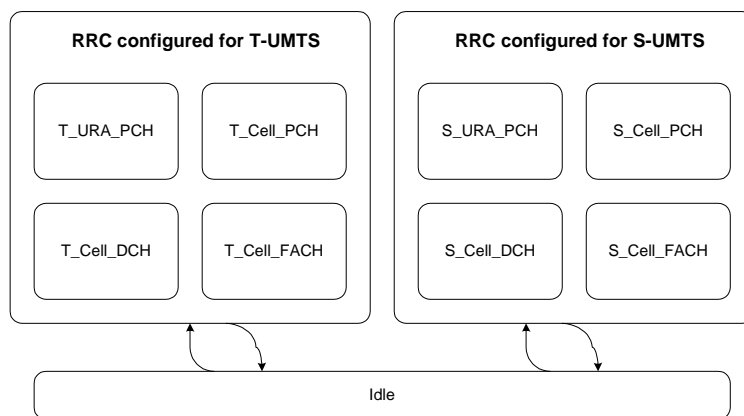 RRC configured for T-UMTS
RRC configured for S-UMTS
T_URA_PCH
T_Cell_PCH
S_URA_PCH
S_Cell_PCH
T_Cell_DCH
T_Cell_FACH
S_Cell_DCH
S_Cell_FACH
Idle